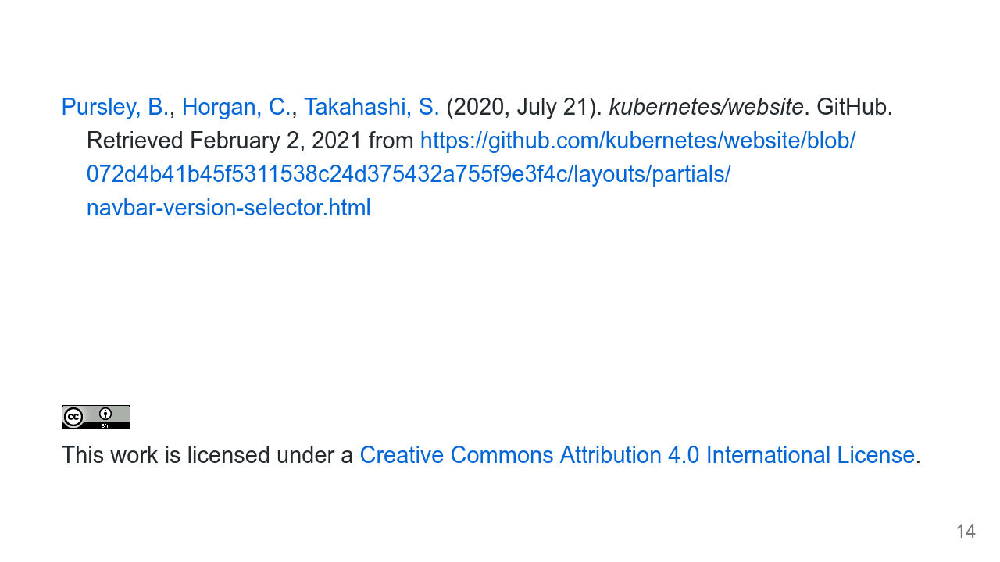 Pursley, B., Horgan, C., Takahashi, S. (2020, July 21). kubernetes/website. GitHub.
Retrieved February 2, 2021 from https://github.com/kubernetes/website/blob/
072d4b41b45f5311538c24d375432a755f9e3f4c/layouts/partials/
navbar-version-selector.html
cc BY
This work is licensed under a Creative Commons Attribution 4.0 International License.
14